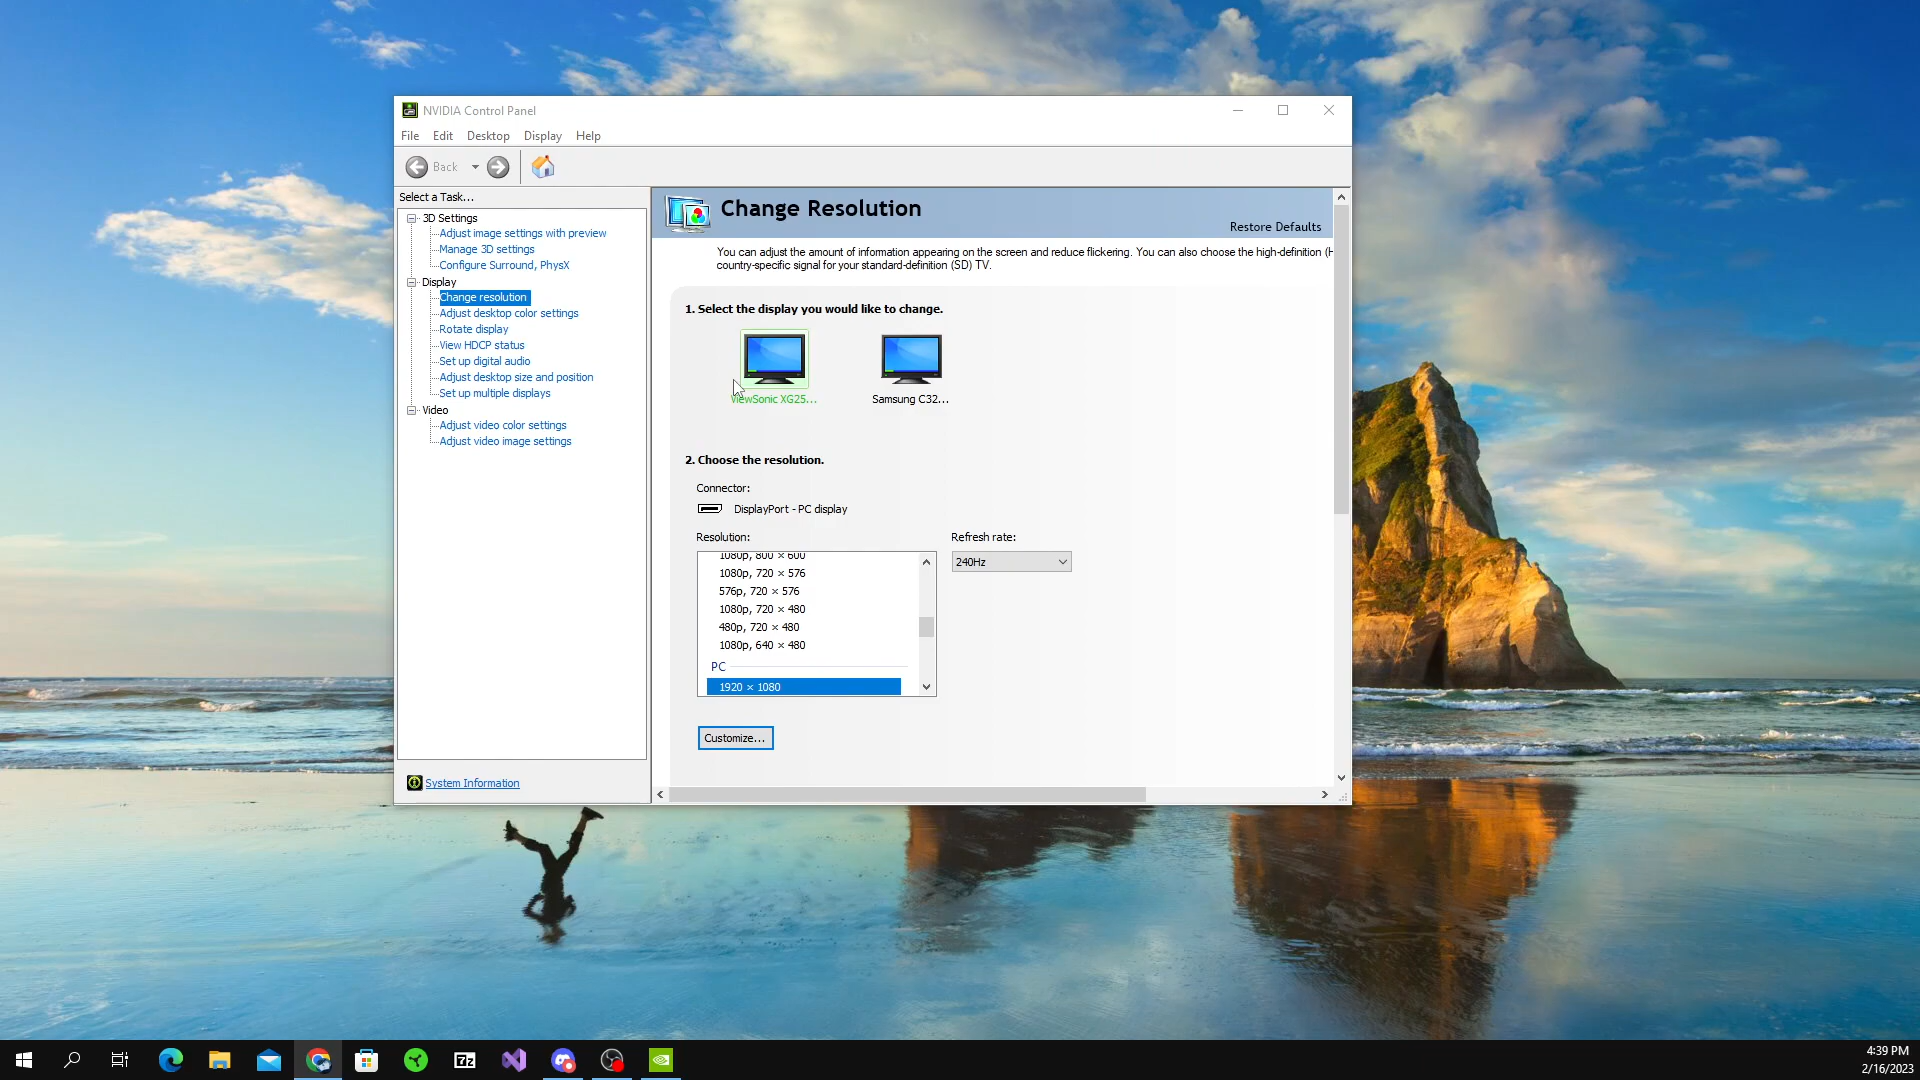 NVIDIA Control Panel
File Edit Desktop Display Help
Back
Select a Task...
3D Settings
Adjust image settings with preview
Manage 3D settings
Configure Surround, PhysX
Display
Change resolution
Adjust desktop color settings
Rotate display
View HDCP status
Set up digital audio
Adjust desktop size and position
Set up multiple displays
Video
Adjust video color settings
Adjust video image settings
System Information
Change Resolution
Restore Defaults
You can adjust the amount of information appearing on the screen and reduce flickering. You can also choose the high-definition (H
country-specific signal for your standard-definition (SD) TV.
1. Select the display you would like to change.
ViewSonic XG25...
Samsung C32...
2. Choose the resolution.
Connector:
DisplayPort - PC display
Resolution:
1080p, 800 × 600
1080p, 720 × 576
576p, 720 × 576
1080p, 720 × 480
480p, 720 × 480
1080p, 640 × 480
PC
1920 × 1080
Refresh rate:
240Hz
Customize...
7z
4:39 PM
2/16/2023